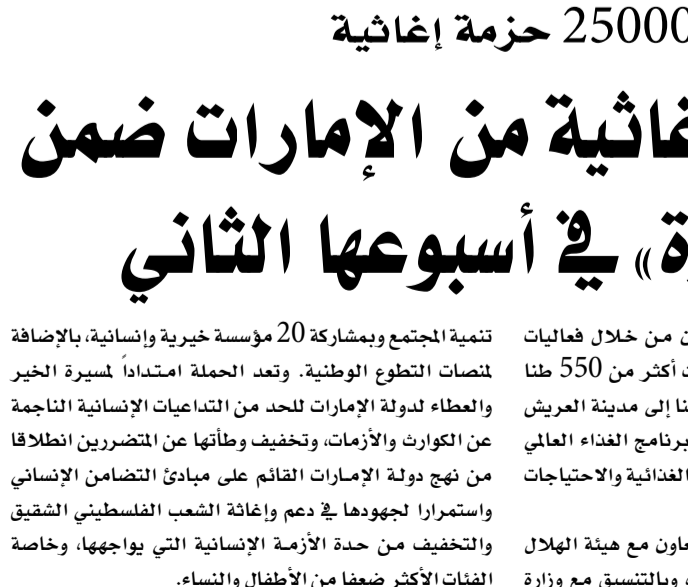 25000 حزمة إغاثية
غاثية من الإمارات ضمن
ة» في أسبوعها الثاني
ن من خلال فعاليات
ت أكثر من 550 طنا
نا إلى مدينة العريش
برنامج الغذاء العالمي
الغذائية والاحتياجات
عاون مع هيئة الهلال
، وبالتنسيق مع وزارة
تنمية المجتمع وبمشاركة 20 مؤسسة خيرية وإنسانية، بالإضافة
لمنصات التطوع الوطنية. وتعد الحملة امتداداً لمسيرة الخير
والعطاء لدولة الإمارات للحد من التداعيات الإنسانية الناجمة
عن الكوارث والأزمات، وتخفيف وطأتها عن المتضررين انطلاقا
من نهج دولة الإمارات القائم على مبادئ التضامن الإنساني
واستمرارا لجهودها في دعم وإغاثة الشعب الفلسطيني الشقيق
والتخفيف من حدة الأزمة الإنسانية التي يواجهها، وخاصة
الفئات الأكثر ضعفا من الأطفال والنساء.